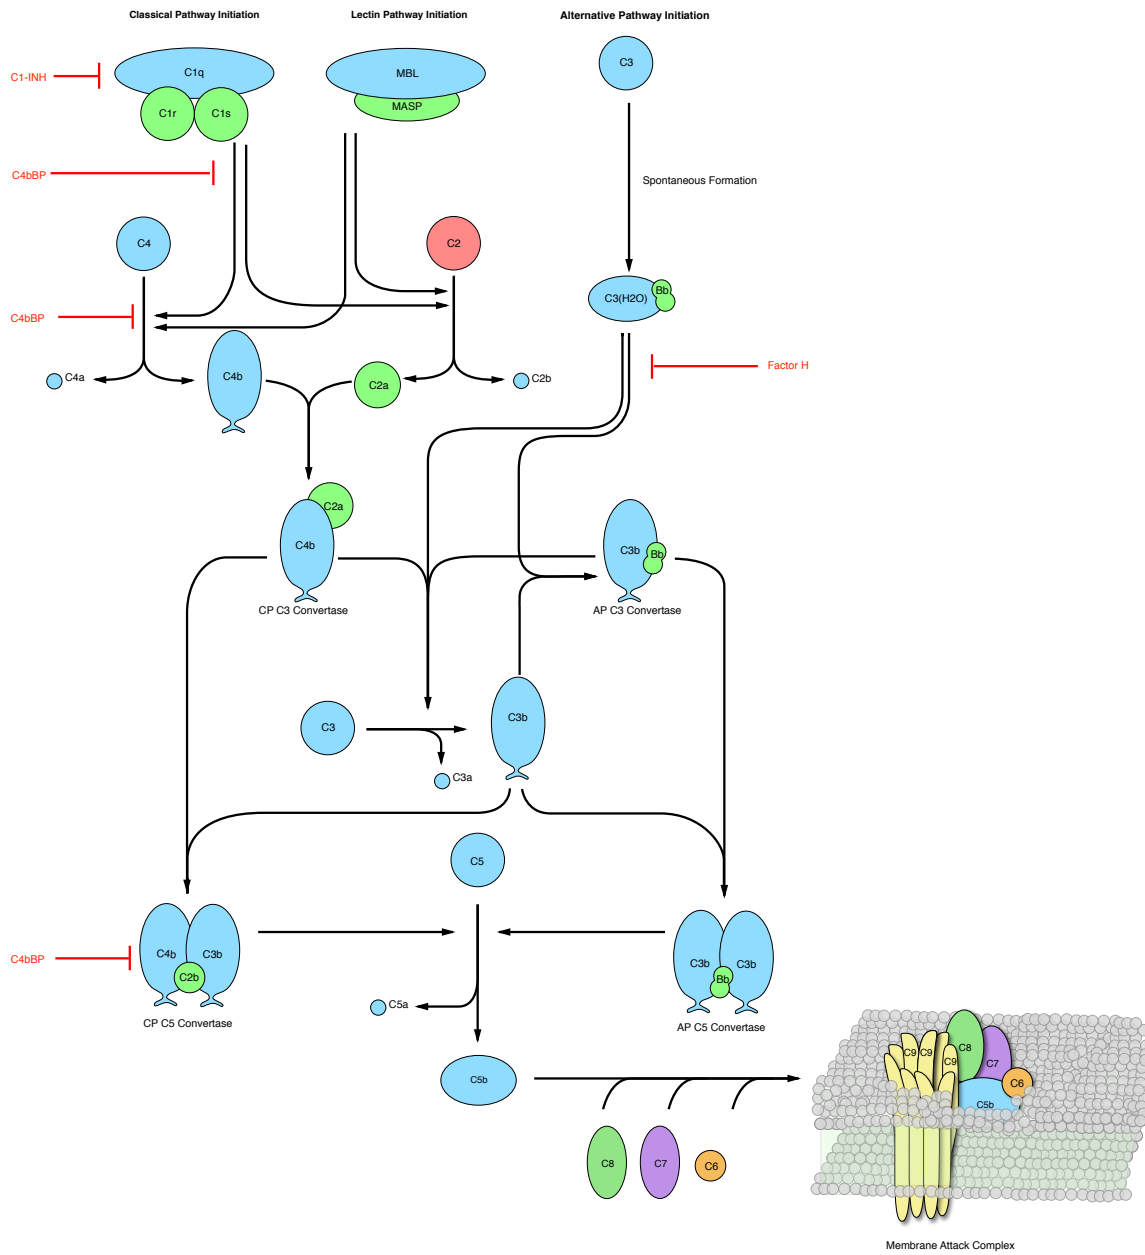 Classical Pathway Initiation
Lectin Pathway Initiation
Alternative Pathway Initiation
C1-INH
C1q
MBL
C3
C1r
C1s
MASP
C4bBP
Spontaneous Formation
C4
C2
C3(H2O)
Bb
C4bBP
Factor H
C4a
C4b
C2a
C2b
C2a
C4b
C3b
Bb
CP C3 Convertase
AP C3 Convertase
C3
C3b
C3a
C5
C4bBP
C4b
C3b
C2b
C3b
C3b
Bb
C5a
CP C5 Convertase
AP C5 Convertase
C5b
C9
C9
C9
C8
C7
C6
C5b
C8
C7
C6
Membrane Attack Complex